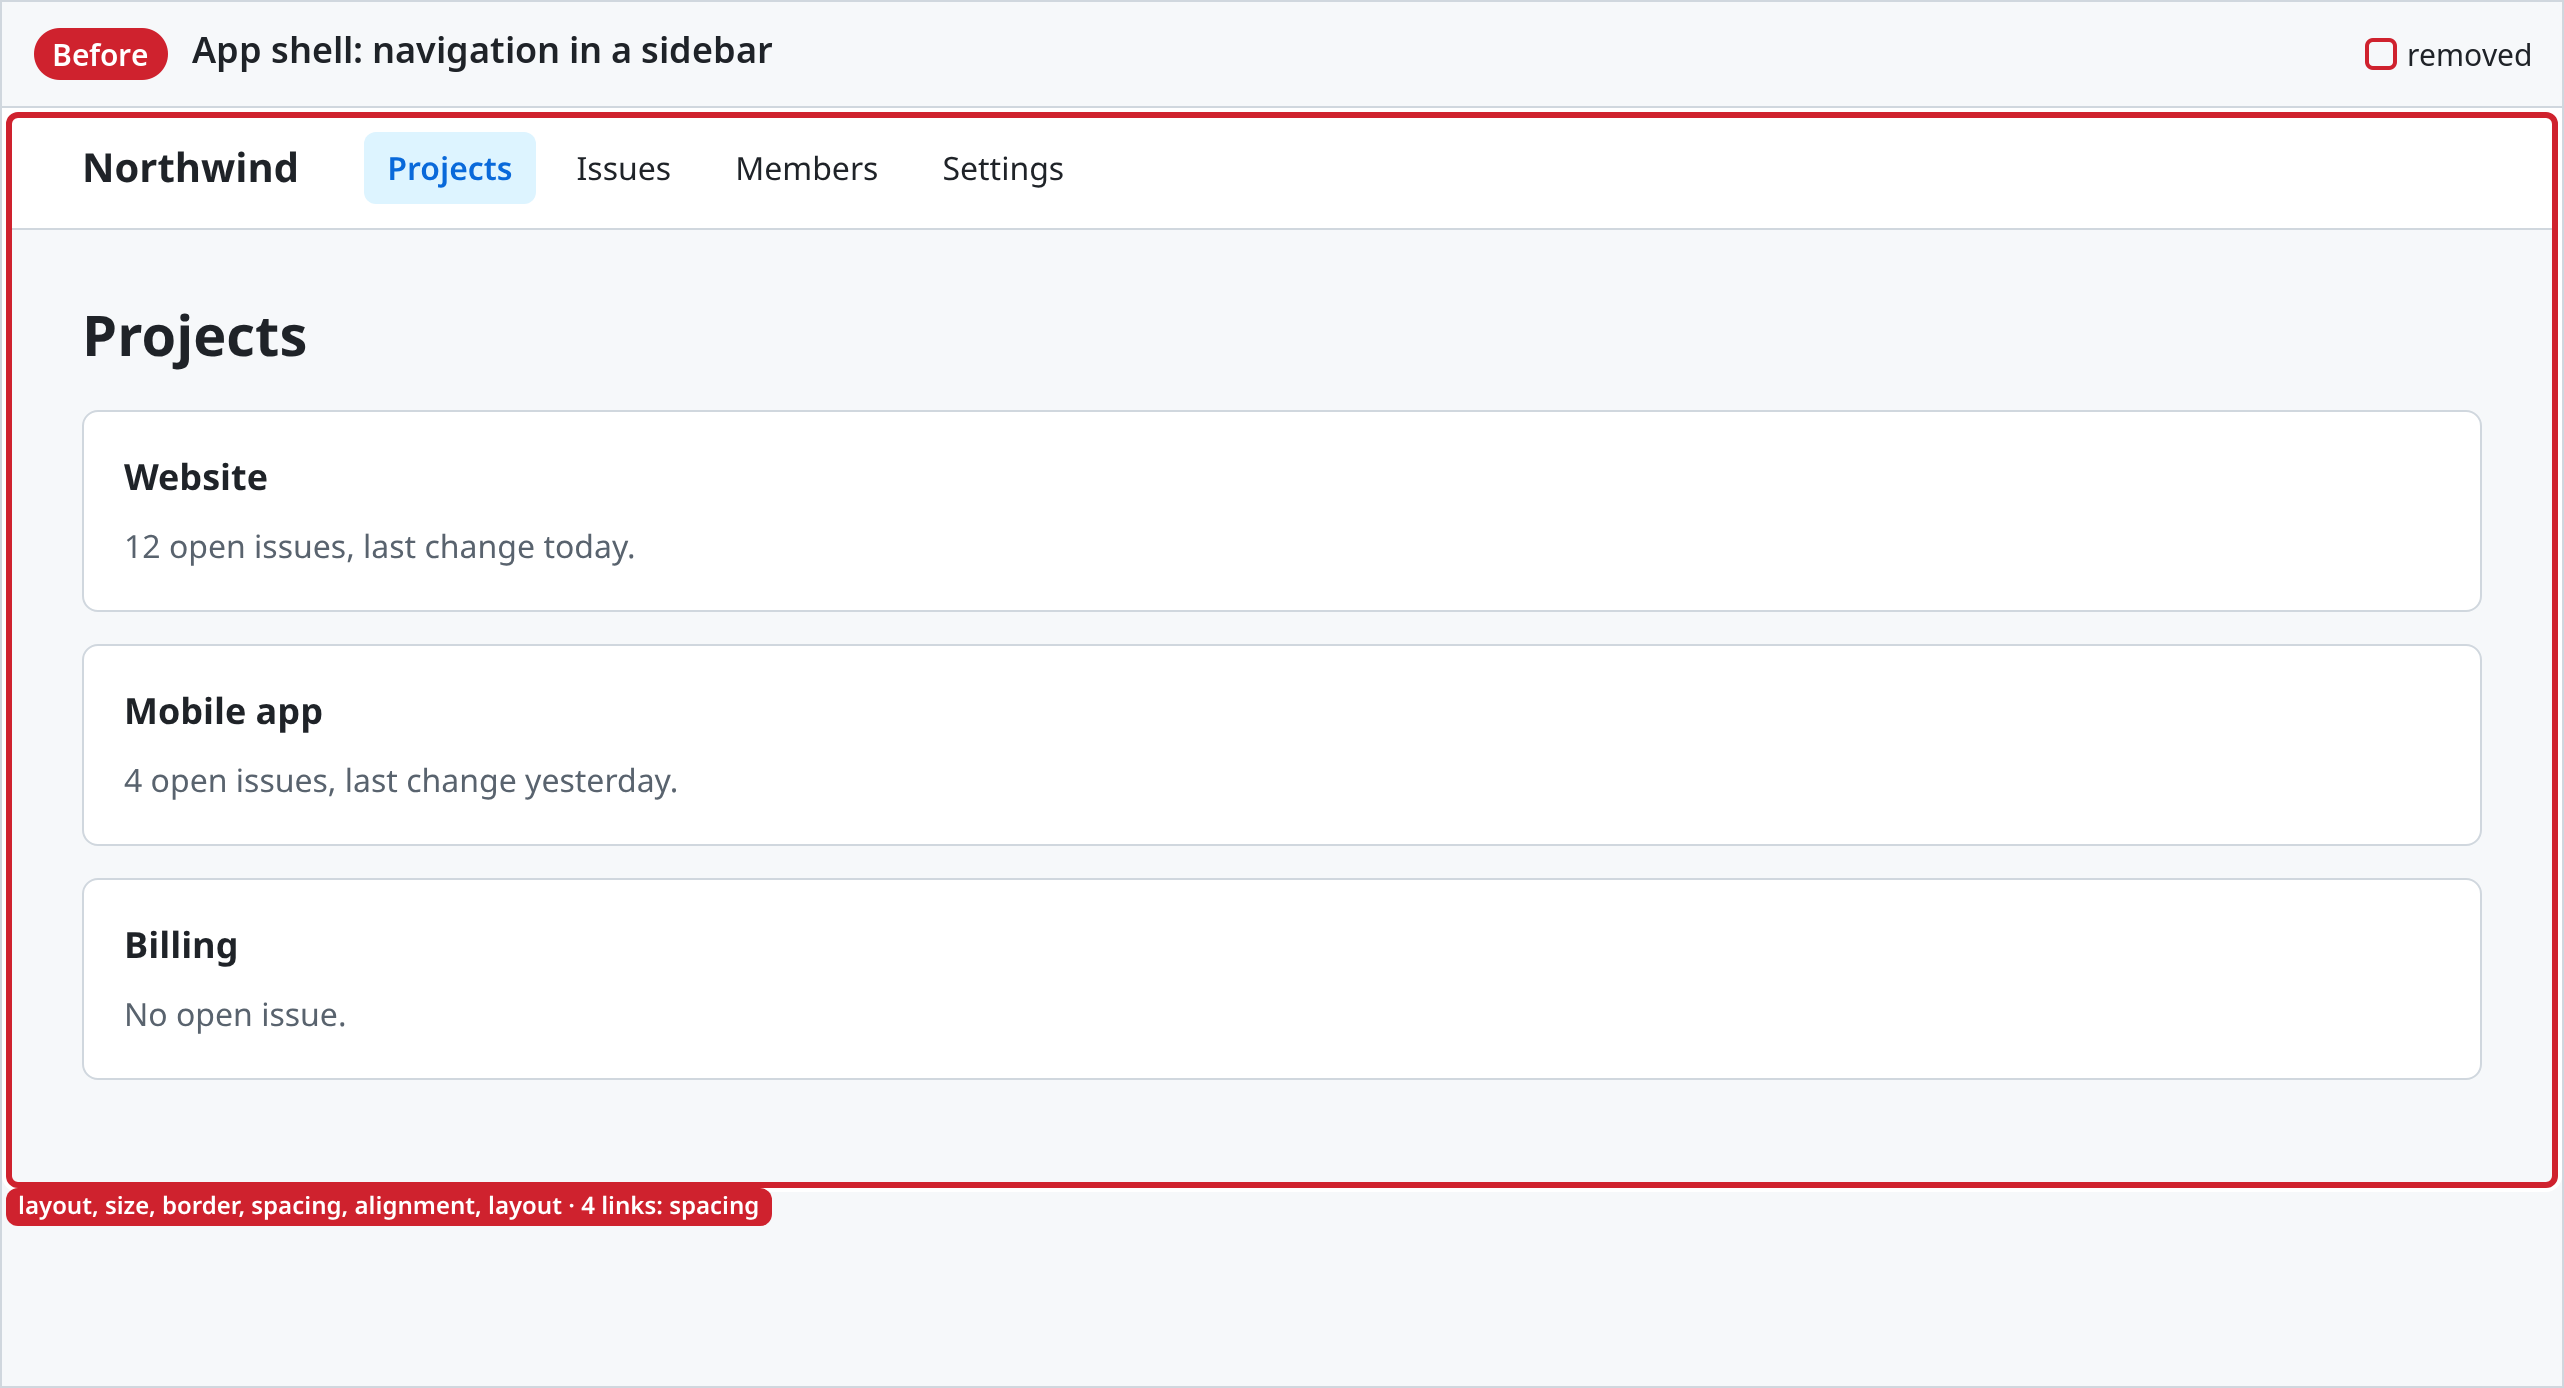 Before App shell: navigation in a sidebar removed
Northwind Projects Issues Members Settings
Projects
Website
12 open issues, last change today.
Mobile app
4 open issues, last change yesterday.
Billing
No open issue.
layout, size, border, spacing, alignment, layout · 4 links: spacing